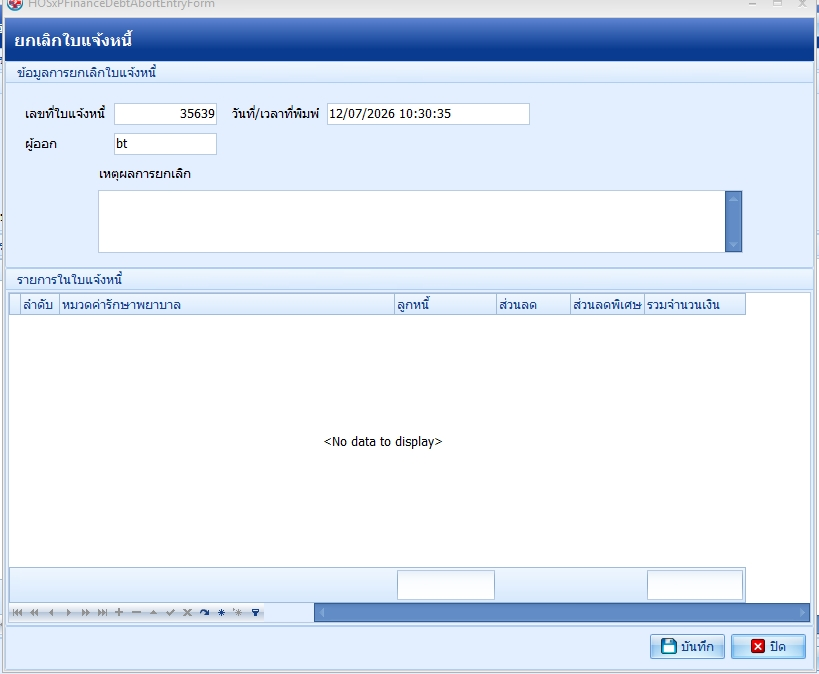 HOSxPFinanceDebtAbortEntryForm
ยกเลิกใบแจ้งหนี้
ข้อมูลการยกเลิกใบแจ้งหนี้
เลขที่ใบแจ้งหนี้ 35639 วันที่/เวลาที่พิมพ์ 12/07/2026 10:30:35
ผู้ออก bt
เหตุผลการยกเลิก
รายการในใบแจ้งหนี้
ลำดับ หมวดค่ารักษาพยาบาล ลูกหนี้ ส่วนลด ส่วนลดพิเศษ รวมจำนวนเงิน
<No data to display>
บันทึก ปิด